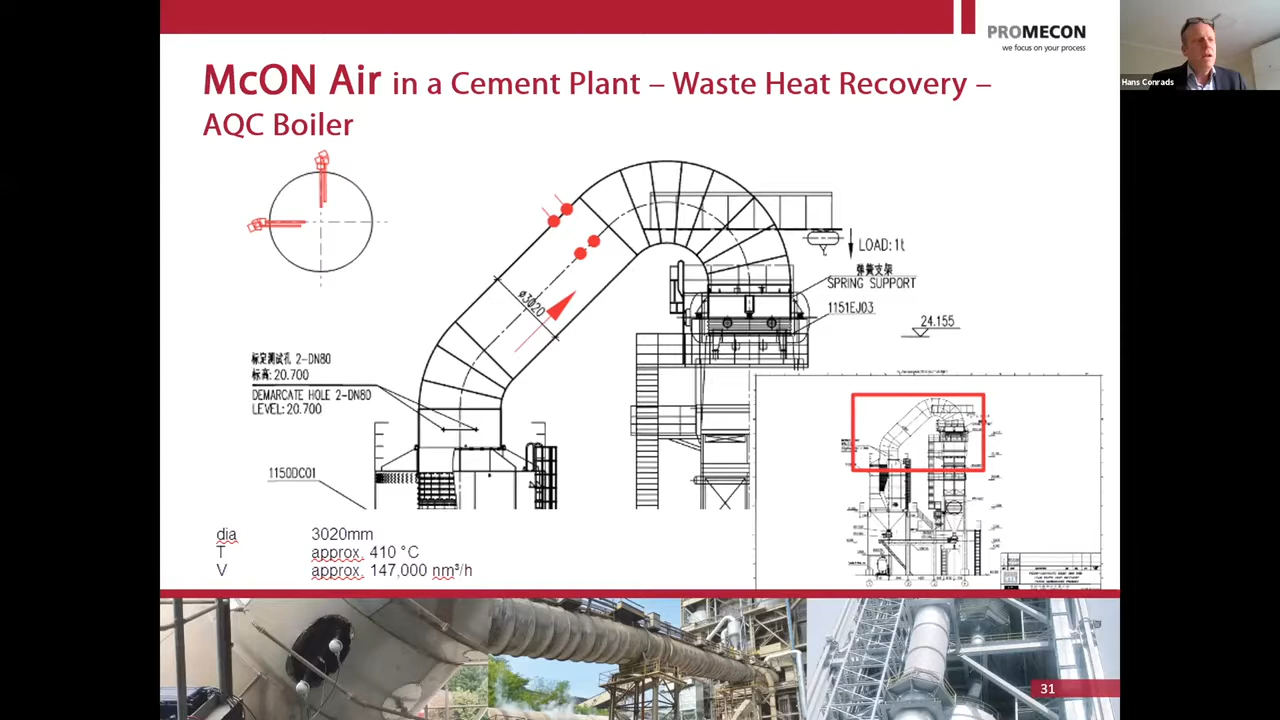 PROMECON
we focus on your process
Hans Conrads
McON Air in a Cement Plant – Waste Heat Recovery –
AQC Boiler
LOAD:1t
弹簧支架
SPRING SUPPORT
1151EJ03
24.155
ø3020
标定测试孔 2-DN80
标高:20.700
DEMARCATE HOLE 2-DN80
LEVEL:20.700
1150DC01
dia 3020mm
T approx. 410 °C
V approx. 147,000 nm³/h
31